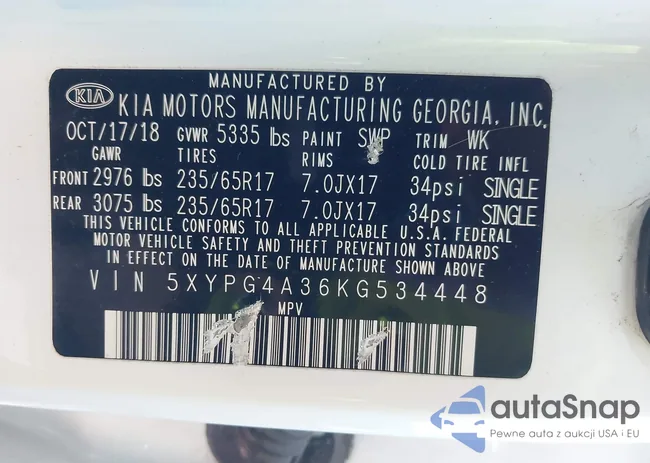 MANUFACTURED BY
KIA KIA MOTORS MANUFACTURING GEORGIA, INC.
OCT/17/18 GVWR 5335 lbs PAINT SWP TRIM WK
GAWR TIRES RIMS COLD TIRE INFL
FRONT 2976 lbs 235/65R17 7.0JX17 34psi SINGLE
REAR 3075 lbs 235/65R17 7.0JX17 34psi SINGLE
THIS VEHICLE CONFORMS TO ALL APPLICABLE U.S.A. FEDERAL
MOTOR VEHICLE SAFETY AND THEFT PREVENTION STANDARDS
IN EFFECT ON THE DATE OF MANUFACTURE SHOWN ABOVE.
VIN 5XYPG4A36KG534448
MPV
autaSnap
Pewne auta z aukcji USA i EU